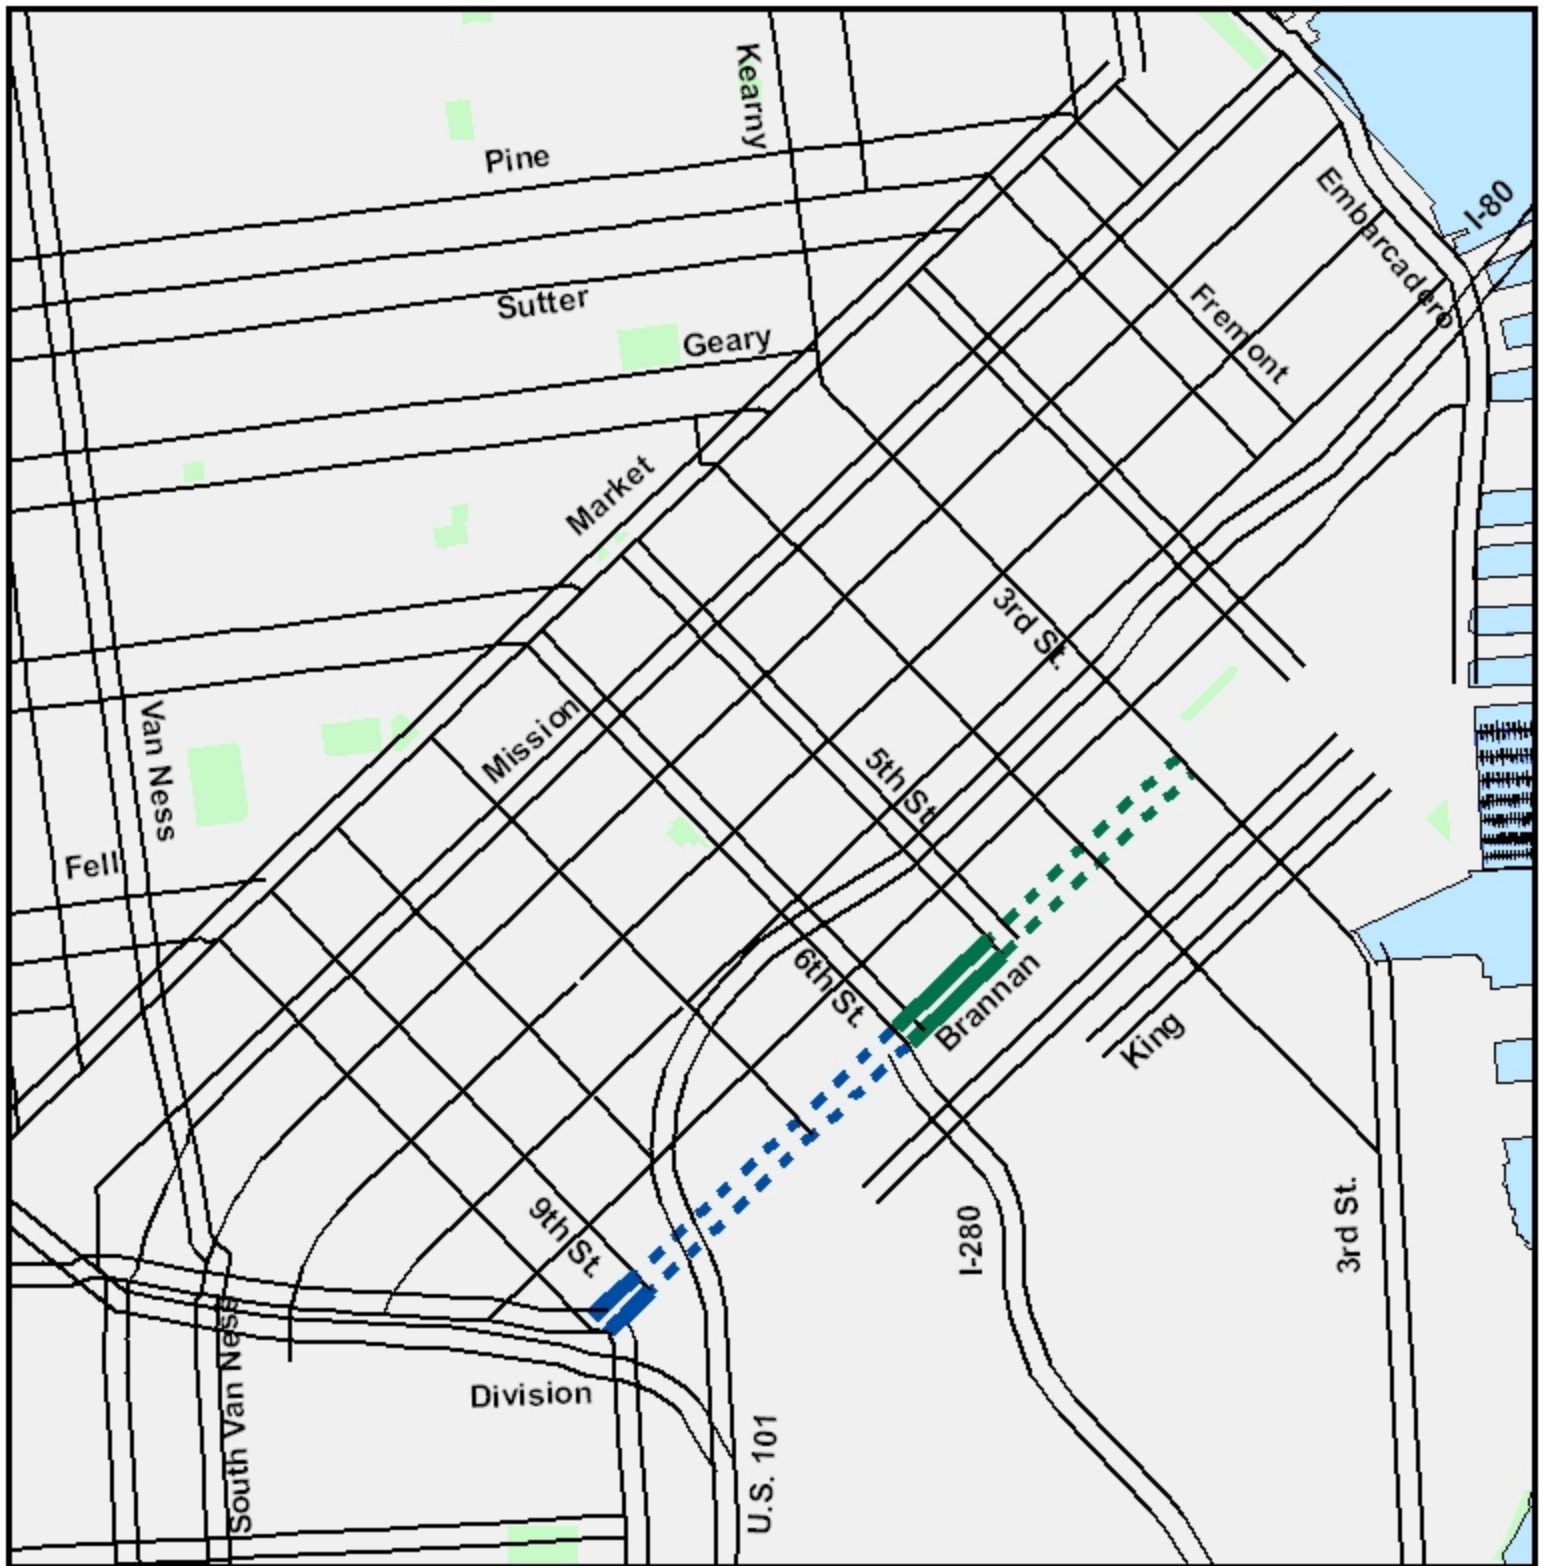 Kearny
Pine
Embarcadero
I-80
Sutter
Geary
Fremont
Market
3rd St.
Van Ness
Mission
5th St.
Fell
6th St.
Brannan
King
9th St.
I-280
3rd St.
Division
South Van Ness
U.S. 101